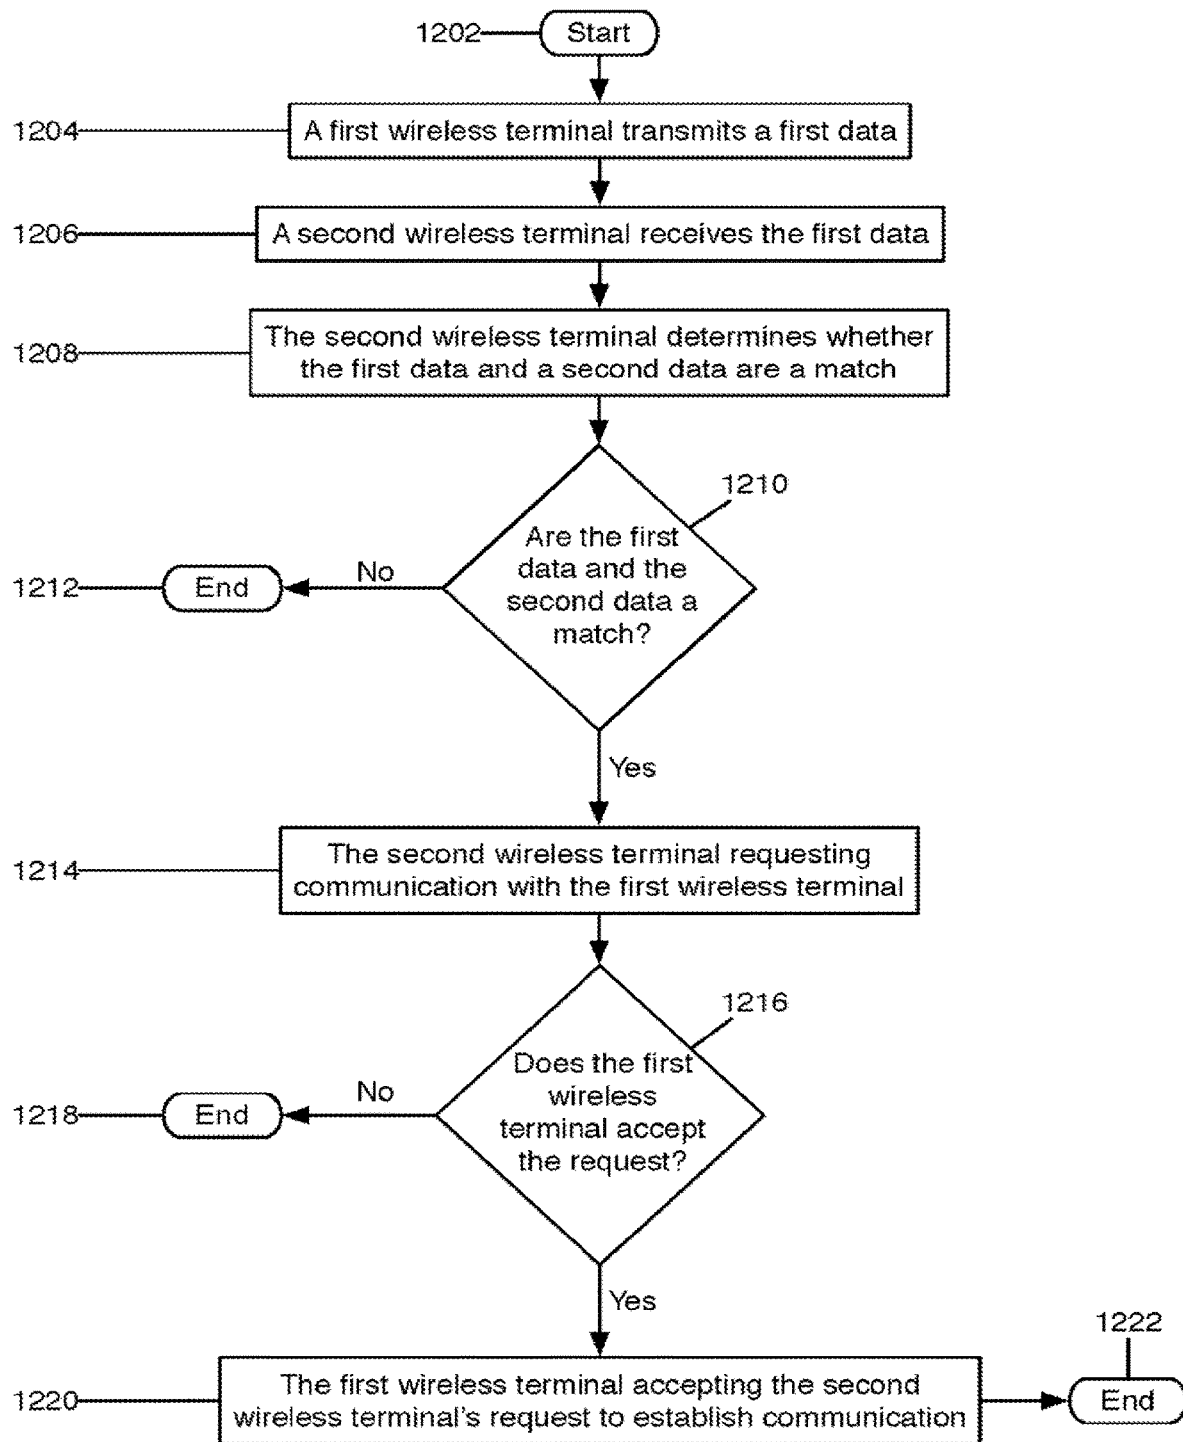 1202 Start
1204 A first wireless terminal transmits a first data
1206 A second wireless terminal receives the first data
1208 The second wireless terminal determines whether
the first data and a second data are a match
1210
Are the first
data and the
second data a
match?
No
1212 End
Yes
1214 The second wireless terminal requesting
communication with the first wireless terminal
1216
Does the first
wireless
terminal accept
the request?
No
1218 End
Yes
1220 The first wireless terminal accepting the second
wireless terminal's request to establish communication
1222
End